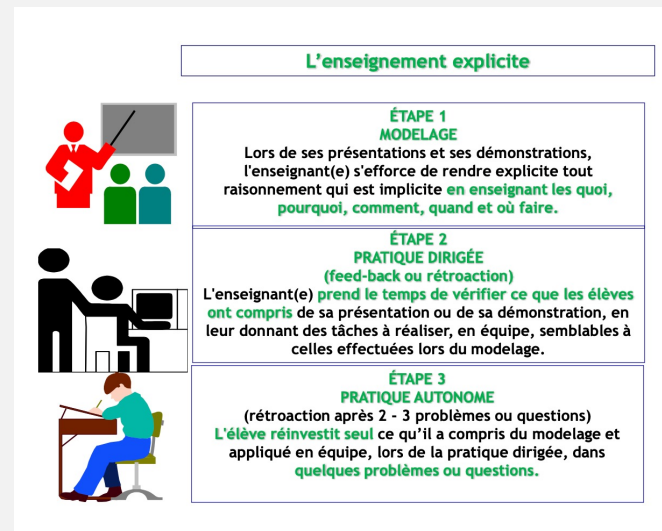 L’enseignement explicite
ÉTAPE 1
MODELAGE
Lors de ses présentations et ses démonstrations,
l'enseignant(e) s'efforce de rendre explicite tout
raisonnement qui est implicite en enseignant les quoi,
pourquoi, comment, quand et où faire.
ÉTAPE 2
PRATIQUE DIRIGÉE
(feed-back ou rétroaction)
L'enseignant(e) prend le temps de vérifier ce que les élèves
ont compris de sa présentation ou de sa démonstration, en
leur donnant des tâches à réaliser, en équipe, semblables à
celles effectuées lors du modelage.
ÉTAPE 3
PRATIQUE AUTONOME
(rétroaction après 2 - 3 problèmes ou questions)
L'élève réinvestit seul ce qu’il a compris du modelage et
appliqué en équipe, lors de la pratique dirigée, dans
quelques problèmes ou questions.